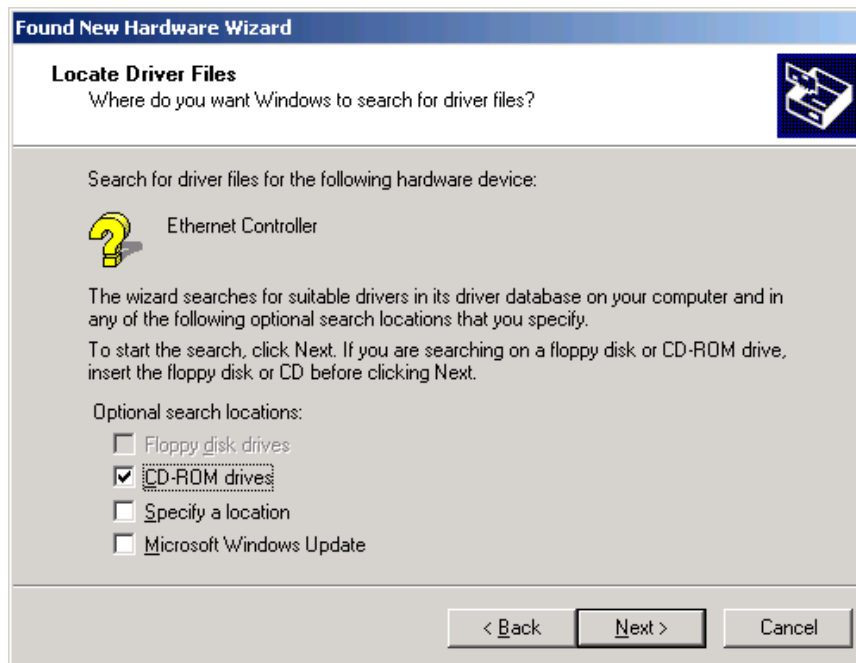 Found New Hardware Wizard
Locate Driver Files
Where do you want Windows to search for driver files?
Search for driver files for the following hardware device:
Ethernet Controller
The wizard searches for suitable drivers in its driver database on your computer and in
any of the following optional search locations that you specify.
To start the search, click Next. If you are searching on a floppy disk or CD-ROM drive,
insert the floppy disk or CD before clicking Next.
Optional search locations:
Floppy disk drives
CD-ROM drives
Specify a location
Microsoft Windows Update
< Back
Next >
Cancel